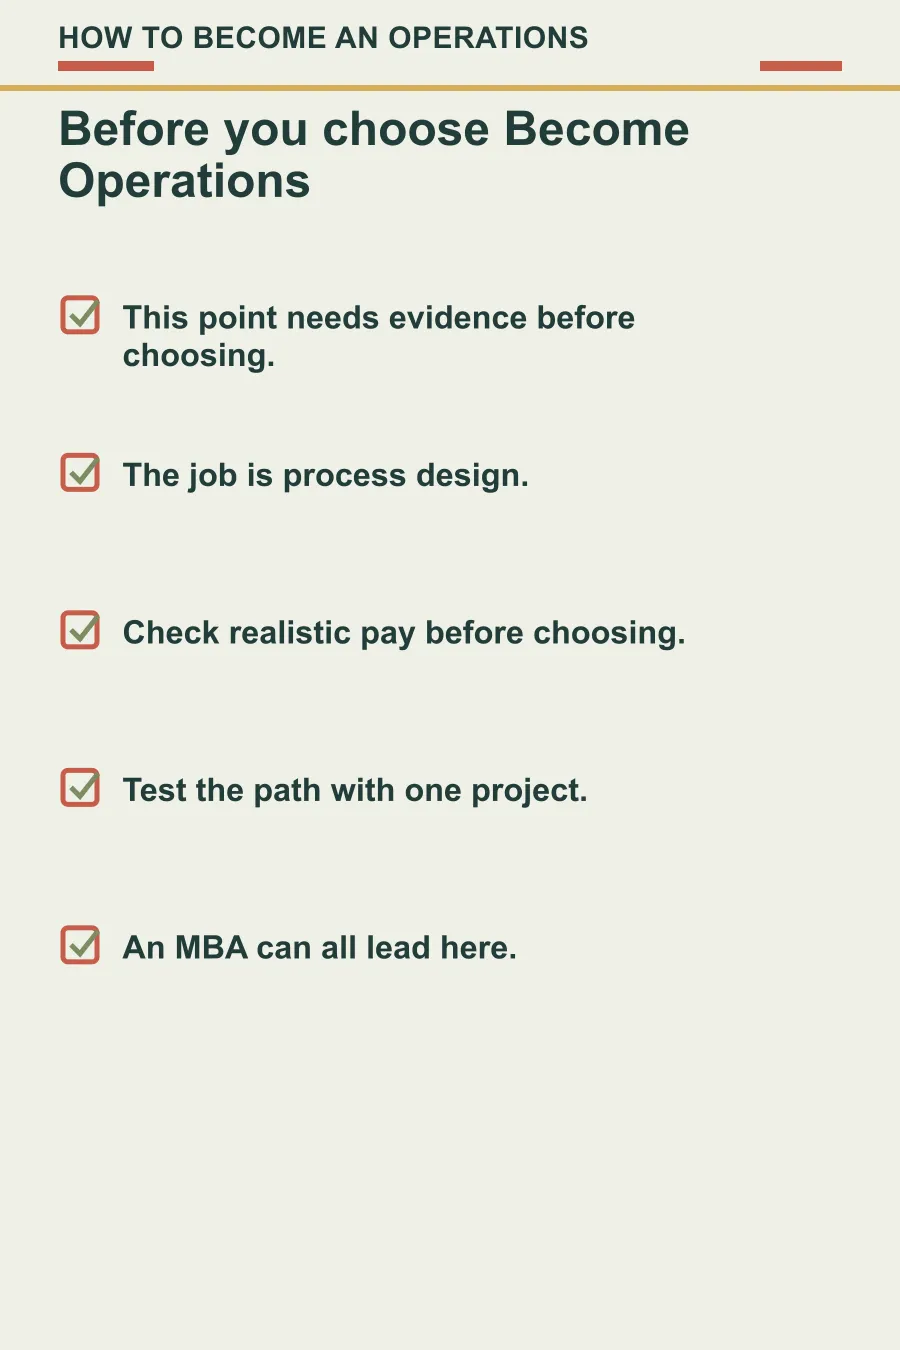 HOW TO BECOME AN OPERATIONS
Before you choose Become
Operations
This point needs evidence before
choosing.
The job is process design.
Check realistic pay before choosing.
Test the path with one project.
An MBA can all lead here.